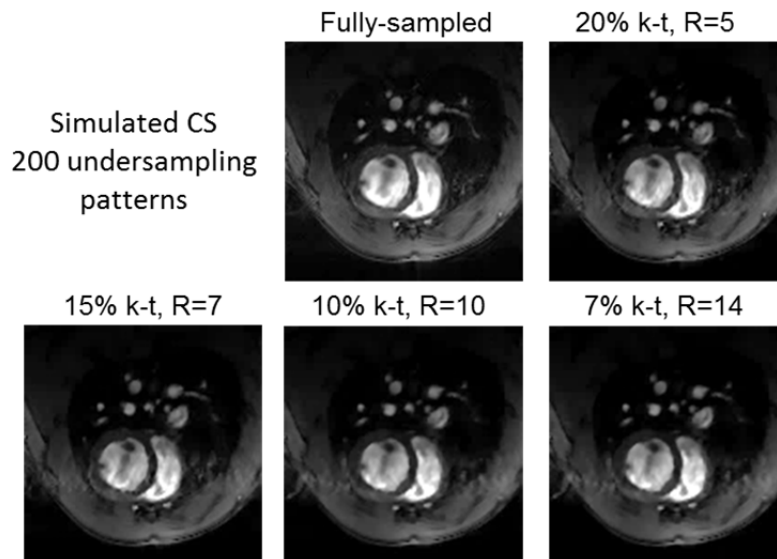 Fully-sampled
20% k-t, R=5
Simulated CS
200 undersampling
patterns
15% k-t, R=7
10% k-t, R=10
7% k-t, R=14